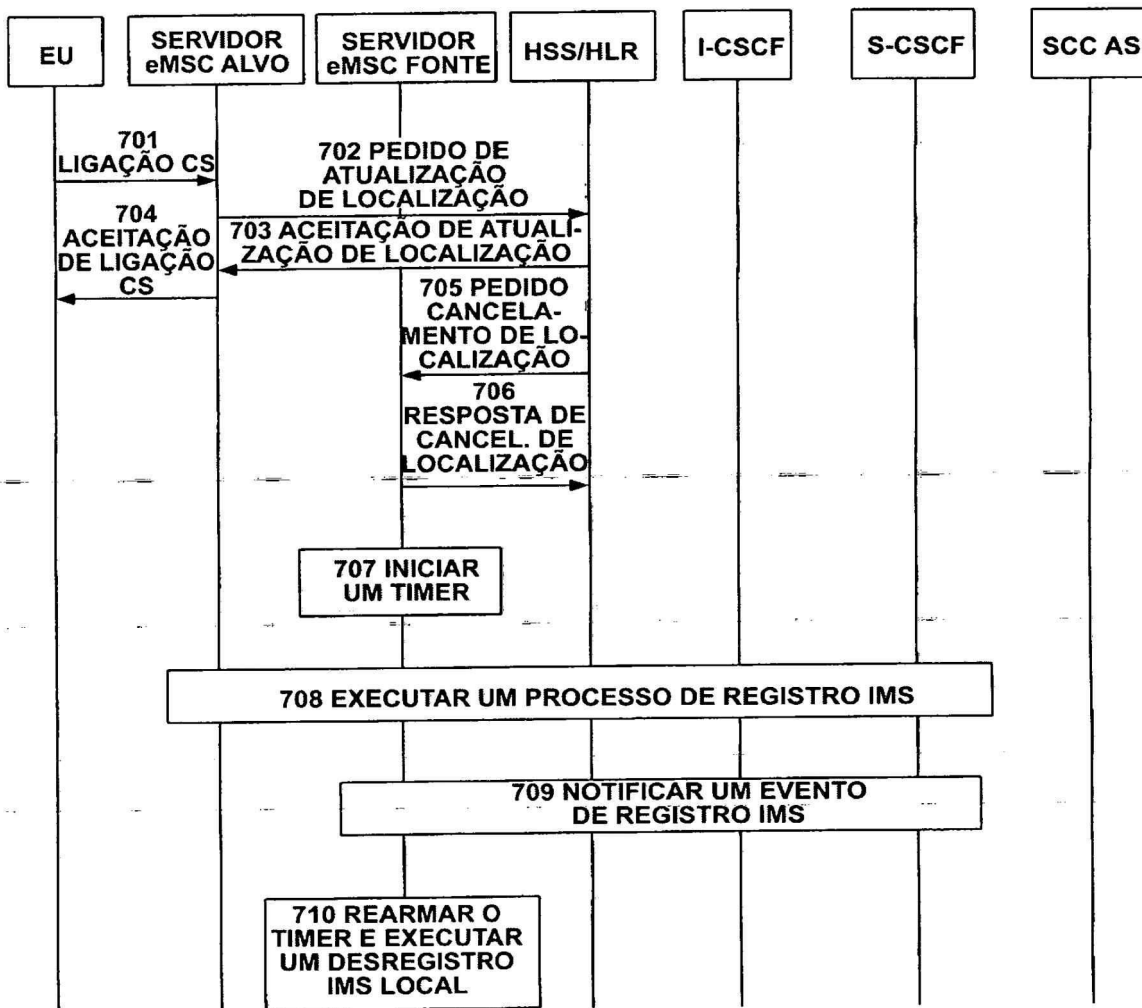 EU
SERVIDOR
eMSC ALVO
SERVIDOR
eMSC FONTE
HSS/HLR
I-CSCF
S-CSCF
SCC AS
701
LIGAÇÃO CS
702 PEDIDO DE
ATUALIZAÇÃO
DE LOCALIZAÇÃO
703 ACEITAÇÃO DE ATUALI-
ZAÇÃO DE LOCALIZAÇÃO
704
ACEITAÇÃO
DE LIGAÇÃO
CS
705 PEDIDO
CANCELA-
MENTO DE LO-
CALIZAÇÃO
706
RESPOSTA DE
CANCEL. DE
LOCALIZAÇÃO
707 INICIAR
UM TIMER
708 EXECUTAR UM PROCESSO DE REGISTRO IMS
709 NOTIFICAR UM EVENTO
DE REGISTRO IMS
710 REARMAR O
TIMER E EXECUTAR
UM DESREGISTRO
IMS LOCAL